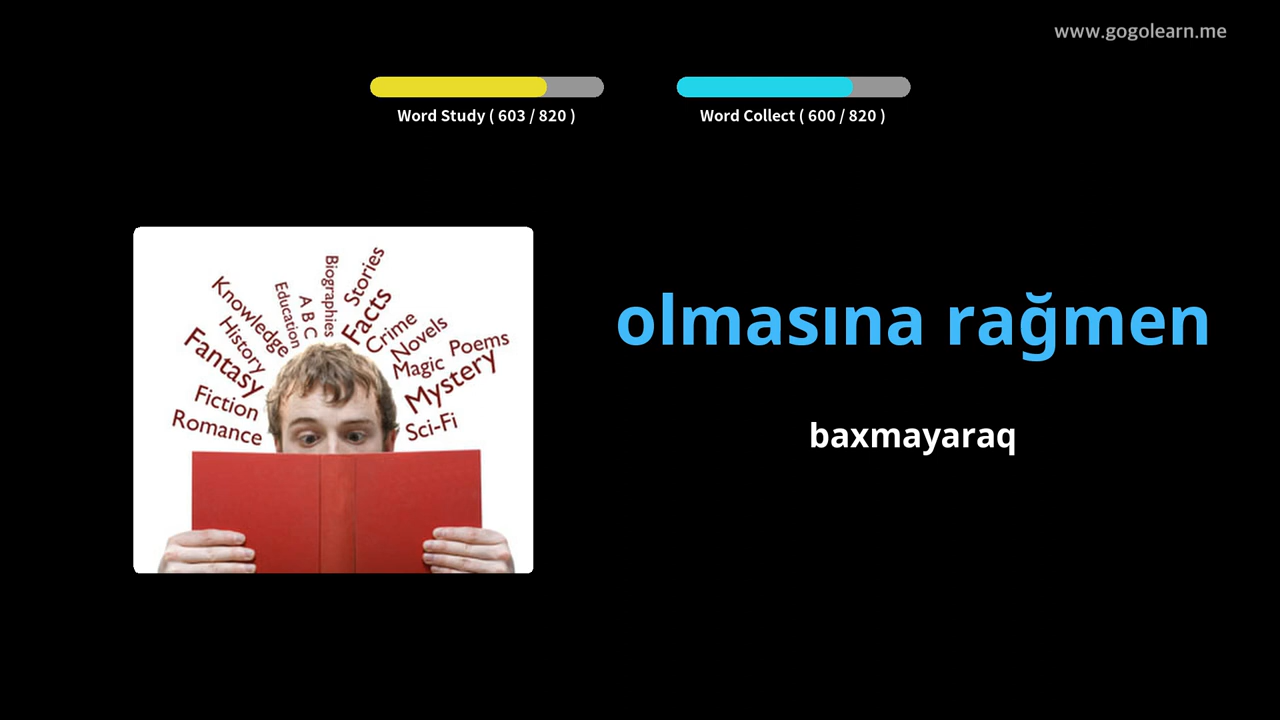 www.gogolearn.me
Word Study ( 603 / 820 )
Word Collect ( 600 / 820 )
Knowledge
Education
A B C
Biographies
Stories
Facts
Crime
Novels
Poems
Magic
Mystery
Sci-Fi
History
Fantasy
Fiction
Romance
olmasına rağmen
baxmayaraq